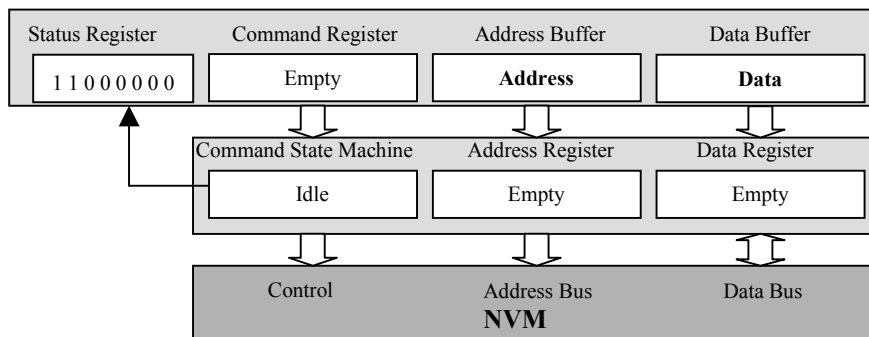 Status Register Command Register Address Buffer Data Buffer
1 1 0 0 0 0 0 0 Empty Address Data
Command State Machine Address Register Data Register
Idle Empty Empty
Control Address Bus Data Bus
NVM